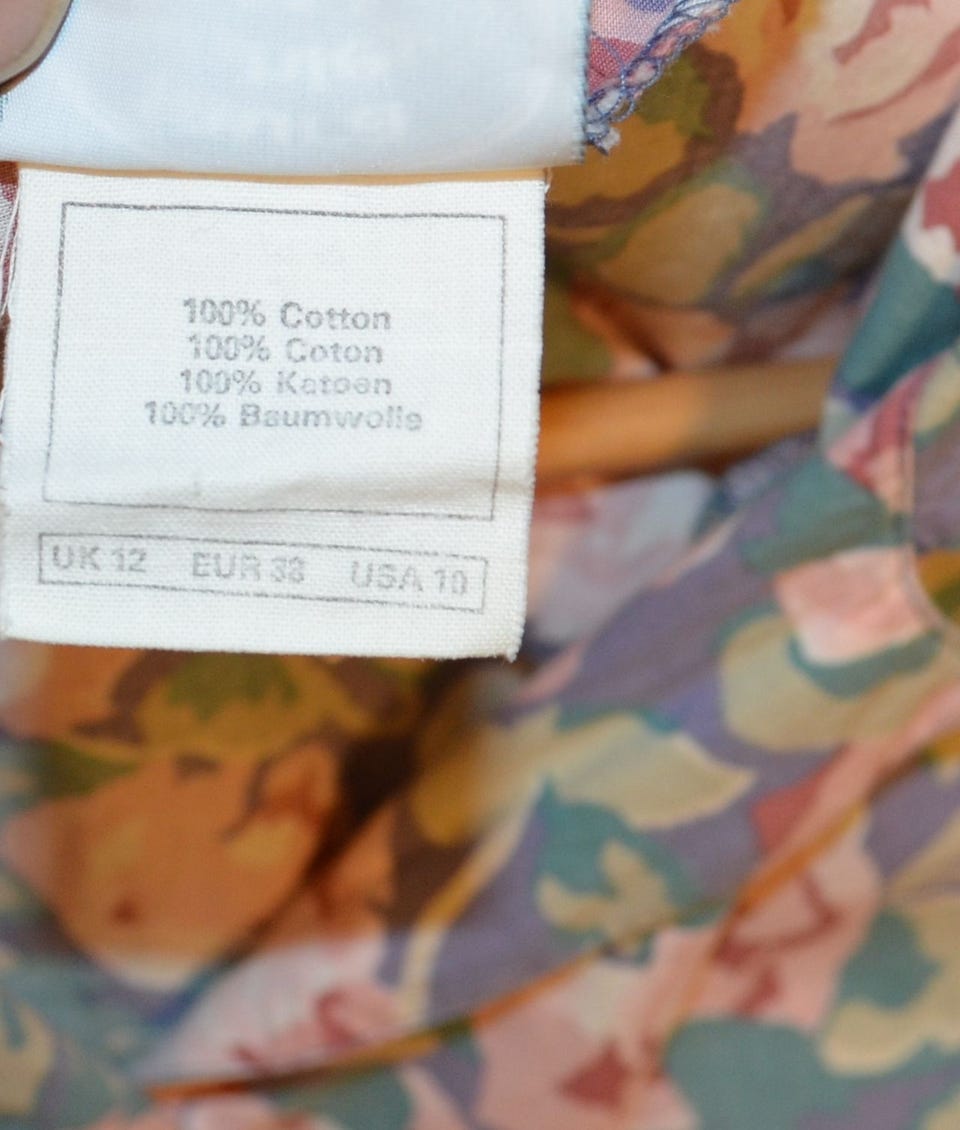 100% Cotton
100% Coton
100% Katoen
100% Baumwolle
UK 12 EUR 38 USA 10